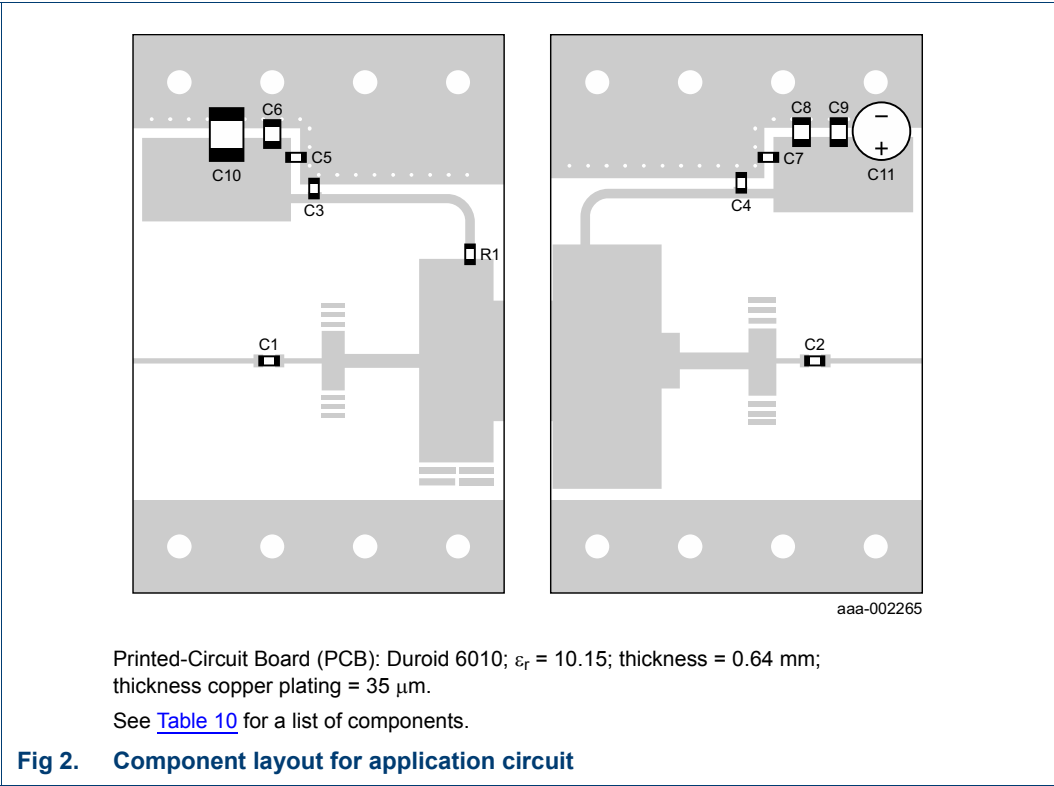 C6
C5
C10
C3
R1
C1
C8 C9
−
+
C7
C11
C4
C2
aaa-002265
Printed-Circuit Board (PCB): Duroid 6010; εr = 10.15; thickness = 0.64 mm;
thickness copper plating = 35 μm.
See Table 10 for a list of components.
Fig 2. Component layout for application circuit